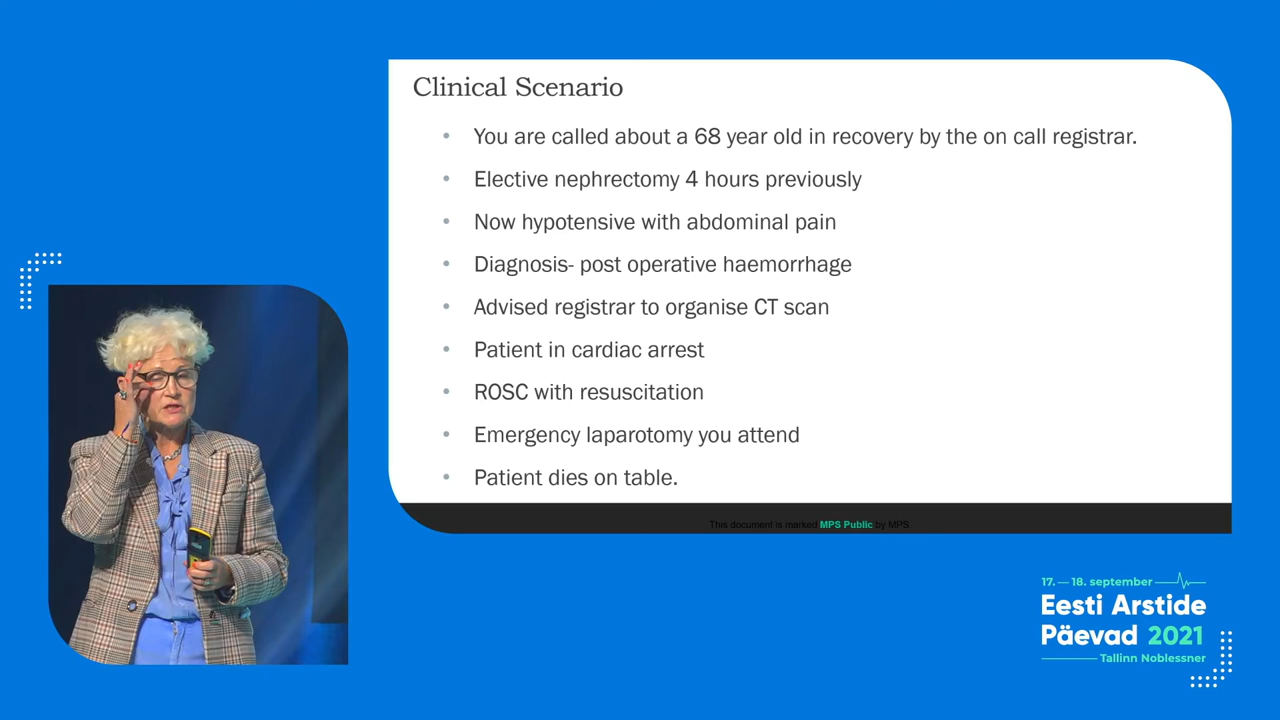 Clinical Scenario
• You are called about a 68 year old in recovery by the on call registrar.
• Elective nephrectomy 4 hours previously
• Now hypotensive with abdominal pain
• Diagnosis- post operative haemorrhage
• Advised registrar to organise CT scan
• Patient in cardiac arrest
• ROSC with resuscitation
• Emergency laparotomy you attend
• Patient dies on table.
This document is marked MPS Public by MPS.
17. — 18. september
Eesti Arstide
Päevad 2021
Tallinn Noblessner